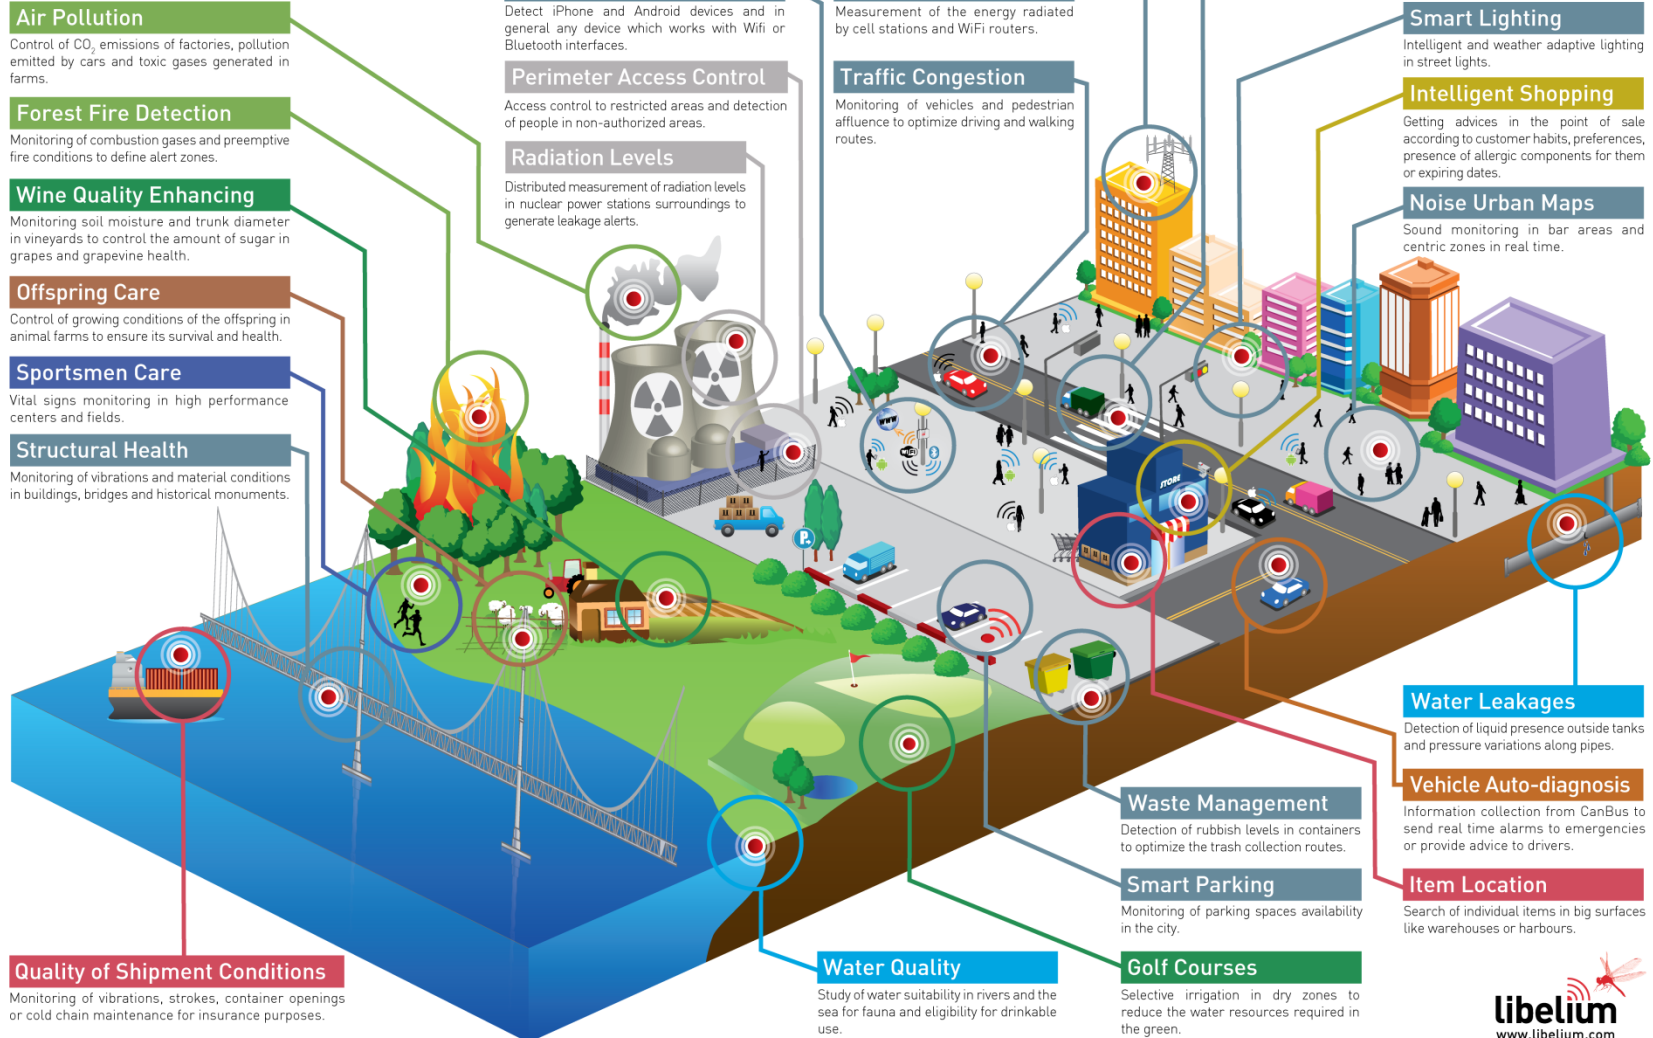 Air Pollution
Control of CO2 emissions of factories, pollution
emitted by cars and toxic gases generated in
farms.
Forest Fire Detection
Monitoring of combustion gases and preemptive
fire conditions to define alert zones.
Wine Quality Enhancing
Monitoring soil moisture and trunk diameter
in vineyards to control the amount of sugar in
grapes and grapevine health.
Offspring Care
Control of growing conditions of the offspring in
animal farms to ensure its survival and health.
Sportsmen Care
Vital signs monitoring in high performance
centers and fields.
Structural Health
Monitoring of vibrations and material conditions
in buildings, bridges and historical monuments.
Quality of Shipment Conditions
Monitoring of vibrations, strokes, container openings
or cold chain maintenance for insurance purposes.
Detect iPhone and Android devices and in
general any device which works with Wifi or
Bluetooth interfaces.
Perimeter Access Control
Access control to restricted areas and detection
of people in non-authorized areas.
Radiation Levels
Distributed measurement of radiation levels
in nuclear power stations surroundings to
generate leakage alerts.
Measurement of the energy radiated
by cell stations and WiFi routers.
Traffic Congestion
Monitoring of vehicles and pedestrian
affluence to optimize driving and walking
routes.
Smart Lighting
Intelligent and weather adaptive lighting
in street lights.
Intelligent Shopping
Getting advices in the point of sale
according to customer habits, preferences,
presence of allergic components for them
or expiring dates.
Noise Urban Maps
Sound monitoring in bar areas and
centric zones in real time.
STORE
P
Water Leakages
Detection of liquid presence outside tanks
and pressure variations along pipes.
Vehicle Auto-diagnosis
Information collection from CanBus to
send real time alarms to emergencies
or provide advice to drivers.
Item Location
Search of individual items in big surfaces
like warehouses or harbours.
Waste Management
Detection of rubbish levels in containers
to optimize the trash collection routes.
Smart Parking
Monitoring of parking spaces availability
in the city.
Golf Courses
Selective irrigation in dry zones to
reduce the water resources required in
the green.
Water Quality
Study of water suitability in rivers and the
sea for fauna and eligibility for drinkable
use.
libelium
www.libelium.com